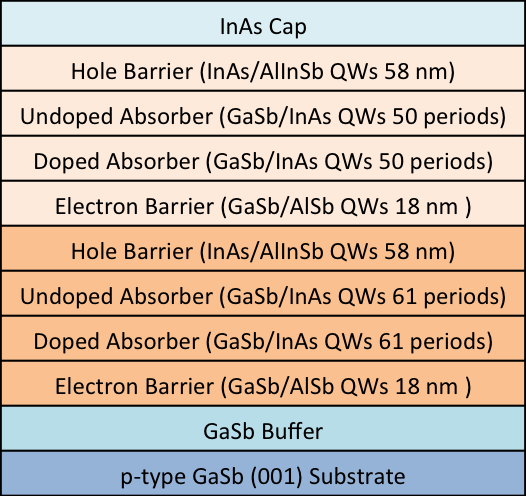 InAs Cap
Hole Barrier (InAs/AlInSb QWs 58 nm)
Undoped Absorber (GaSb/InAs QWs 50 periods)
Doped Absorber (GaSb/InAs QWs 50 periods)
Electron Barrier (GaSb/AlSb QWs 18 nm )
Hole Barrier (InAs/AlInSb QWs 58 nm)
Undoped Absorber (GaSb/InAs QWs 61 periods)
Doped Absorber (GaSb/InAs QWs 61 periods)
Electron Barrier (GaSb/AlSb QWs 18 nm )
GaSb Buffer
p-type GaSb (001) Substrate